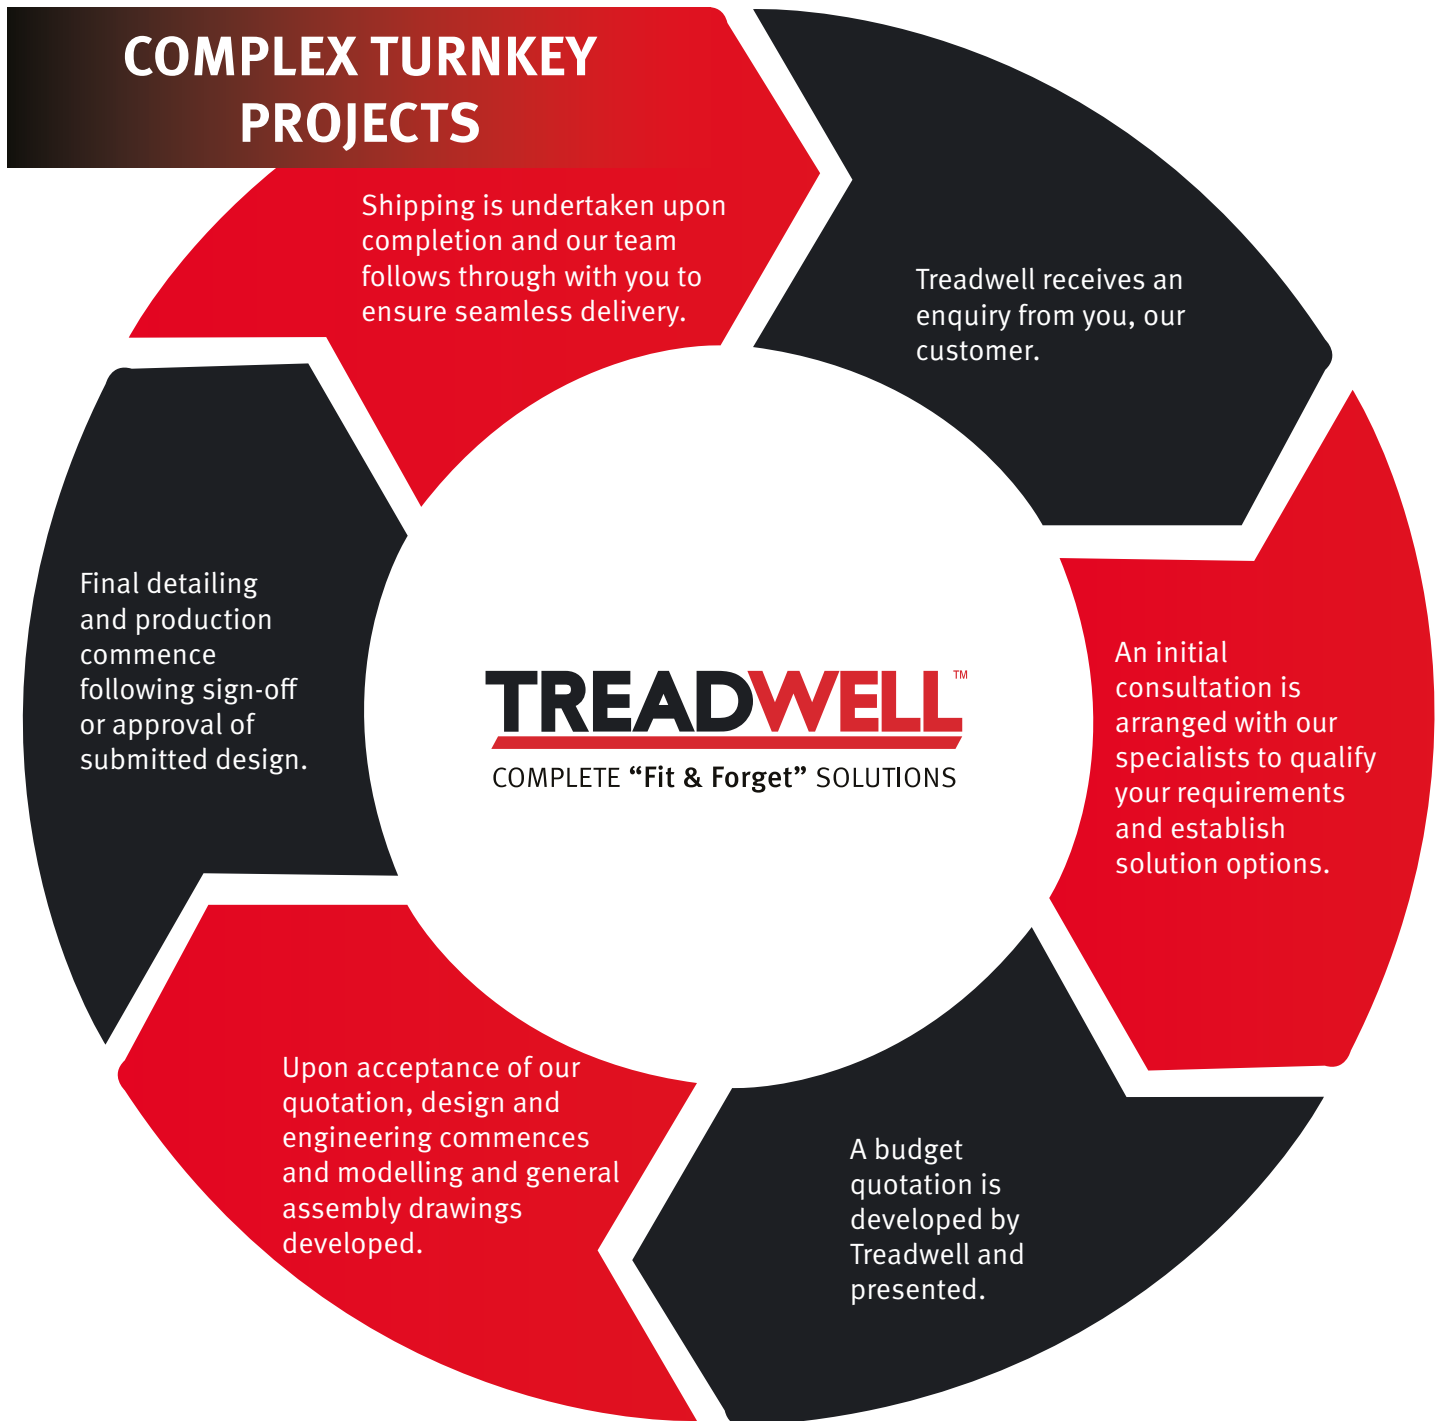 COMPLEX TURNKEY
PROJECTS
Treadwell receives an
enquiry from you, our
customer.
An initial
consultation is
arranged with our
specialists to qualify
your requirements
and establish
solution options.
A budget
quotation is
developed by
Treadwell and
presented.
Upon acceptance of our
quotation, design and
engineering commences
and modelling and general
assembly drawings
developed.
Final detailing
and production
commence
following sign-off
or approval of
submitted design.
Shipping is undertaken upon
completion and our team
follows through with you to
ensure seamless delivery.
TREADWELL™
COMPLETE “Fit & Forget” SOLUTIONS